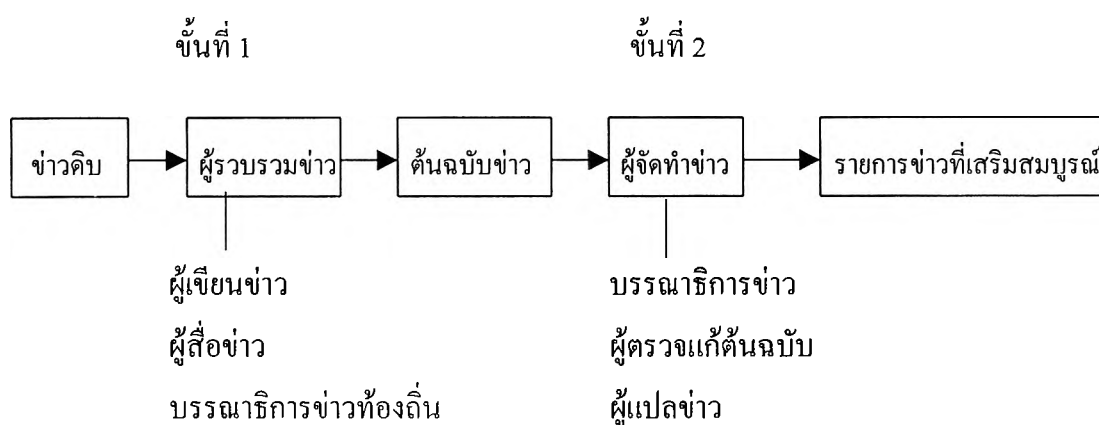 ขั้นที่ 1
ขั้นที่ 2
ข่าวดิบ
ผู้รวบรวมข่าว
ต้นฉบับข่าว
ผู้จัดทำข่าว
รายการข่าวที่เสริมสมบูรณ์
ผู้เขียนข่าว
ผู้สื่อข่าว
บรรณาธิการข่าวท้องถิ่น
บรรณาธิการข่าว
ผู้ตรวจแก้ต้นฉบับ
ผู้แปลข่าว